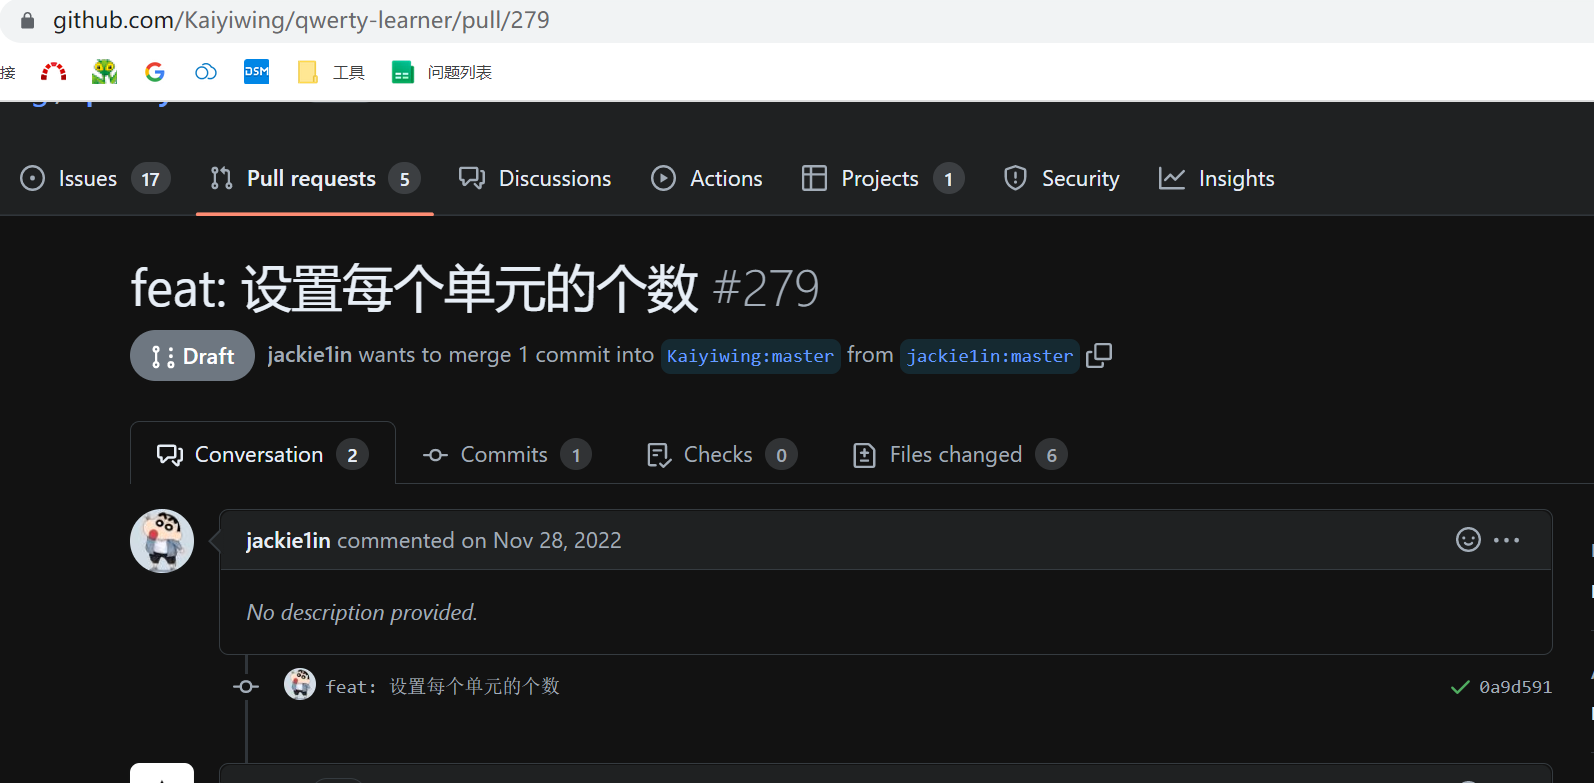 github.com/Kaiyiwing/qwerty-learner/pull/279
接 DSM 工具 问题列表
Issues 17 Pull requests 5 Discussions Actions Projects 1 Security Insights
feat: 设置每个单元的个数 #279
Draft jackie1in wants to merge 1 commit into Kaiyiwing:master from jackie1in:master
Conversation 2 Commits 1 Checks 0 Files changed 6
jackie1in commented on Nov 28, 2022
No description provided.
feat: 设置每个单元的个数 0a9d591